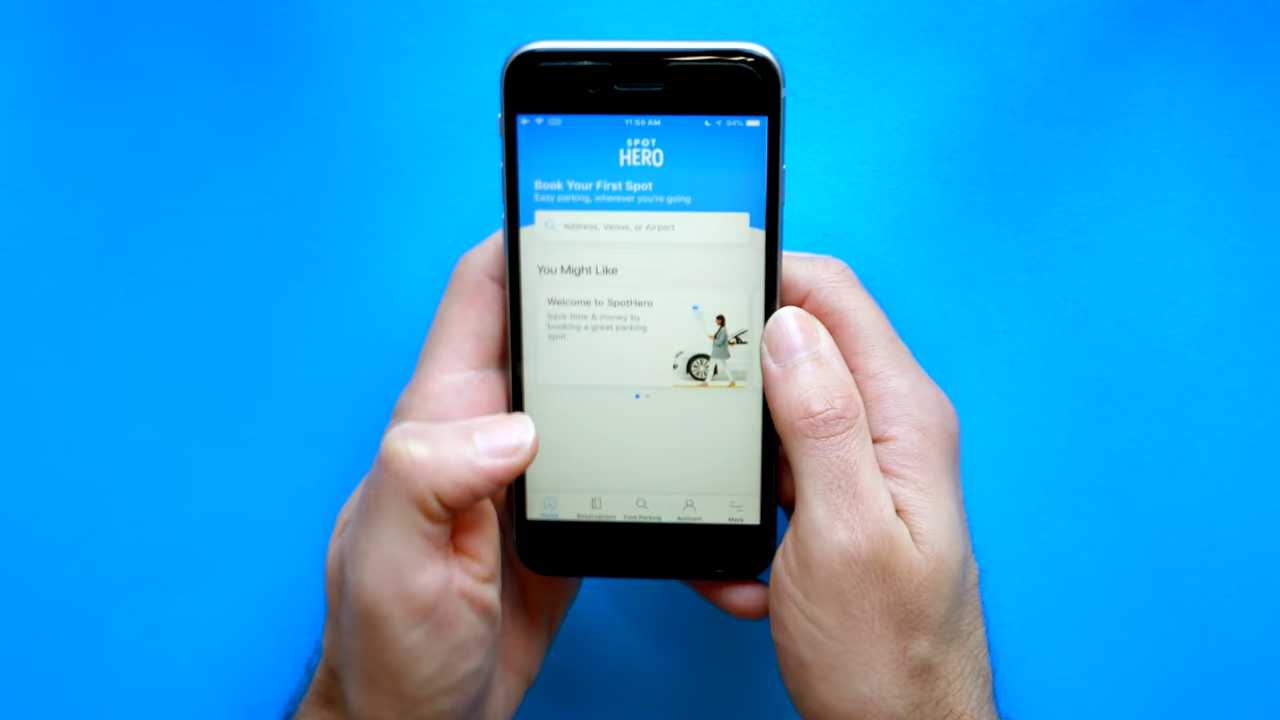 11:55 AM
94%
SPOT
HERO
Book Your First Spot
Easy parking, wherever you're going
Address, Venue, or Airport
You Might Like
Welcome to SpotHero
Save time & money by
booking a great parking
spot
Home
Reservations
Find Parking
Account
More